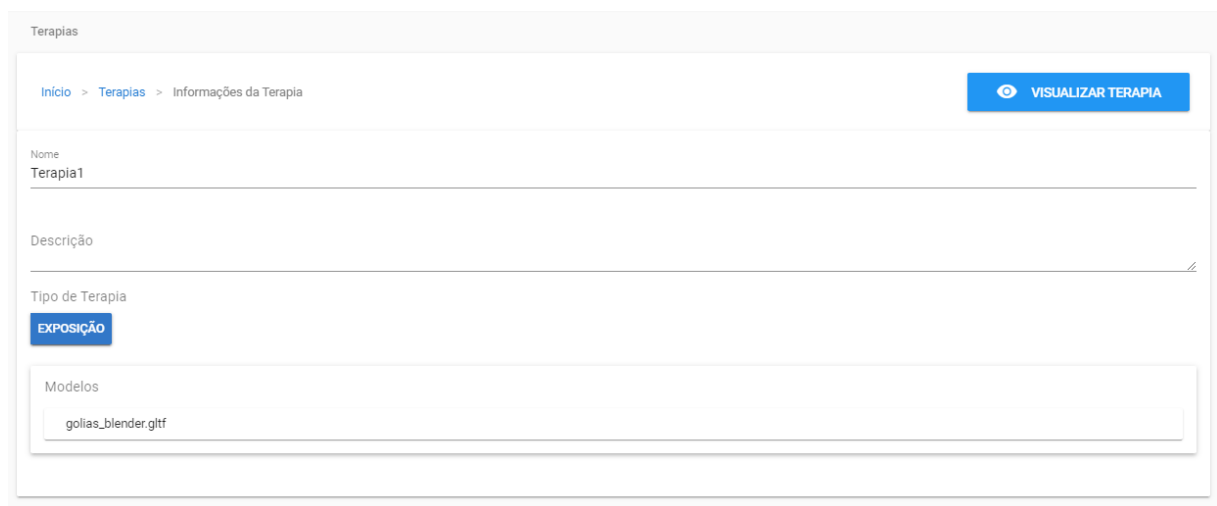 Terapias
Início > Terapias > Informações da Terapia
VISUALIZAR TERAPIA
Nome
Terapia1
Descrição
Tipo de Terapia
EXPOSIÇÃO
Modelos
golias_blender.gltf